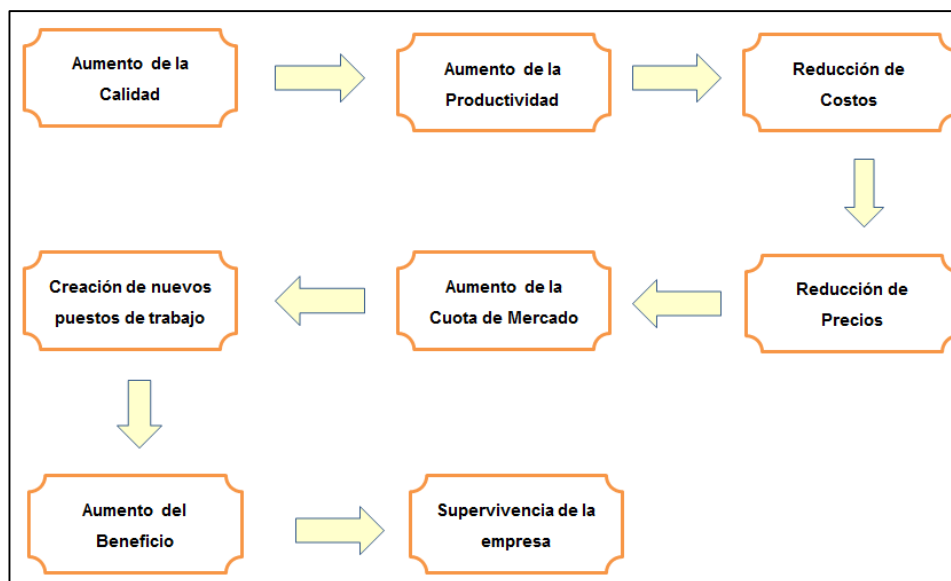 Aumento de la
Calidad
Aumento de la
Productividad
Reducción de
Costos
Reducción de
Precios
Aumento de la
Cuota de Mercado
Creación de nuevos
puestos de trabajo
Aumento del
Beneficio
Supervivencia de la
empresa